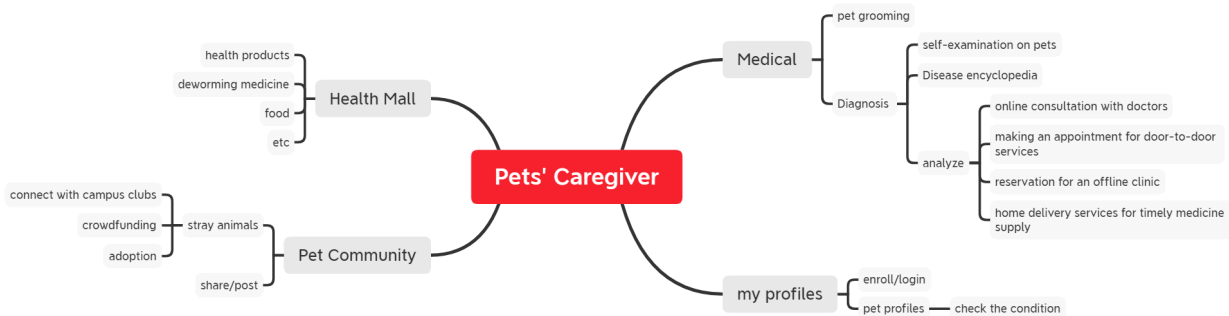 Pets' Caregiver
Medical
pet grooming
Diagnosis
self-examination on pets
Disease encyclopedia
analyze
online consultation with doctors
making an appointment for door-to-door
services
reservation for an offline clinic
home delivery services for timely medicine
supply
my profiles
enroll/login
pet profiles
check the condition
Health Mall
health products
deworming medicine
food
etc
Pet Community
stray animals
connect with campus clubs
crowdfunding
adoption
share/post